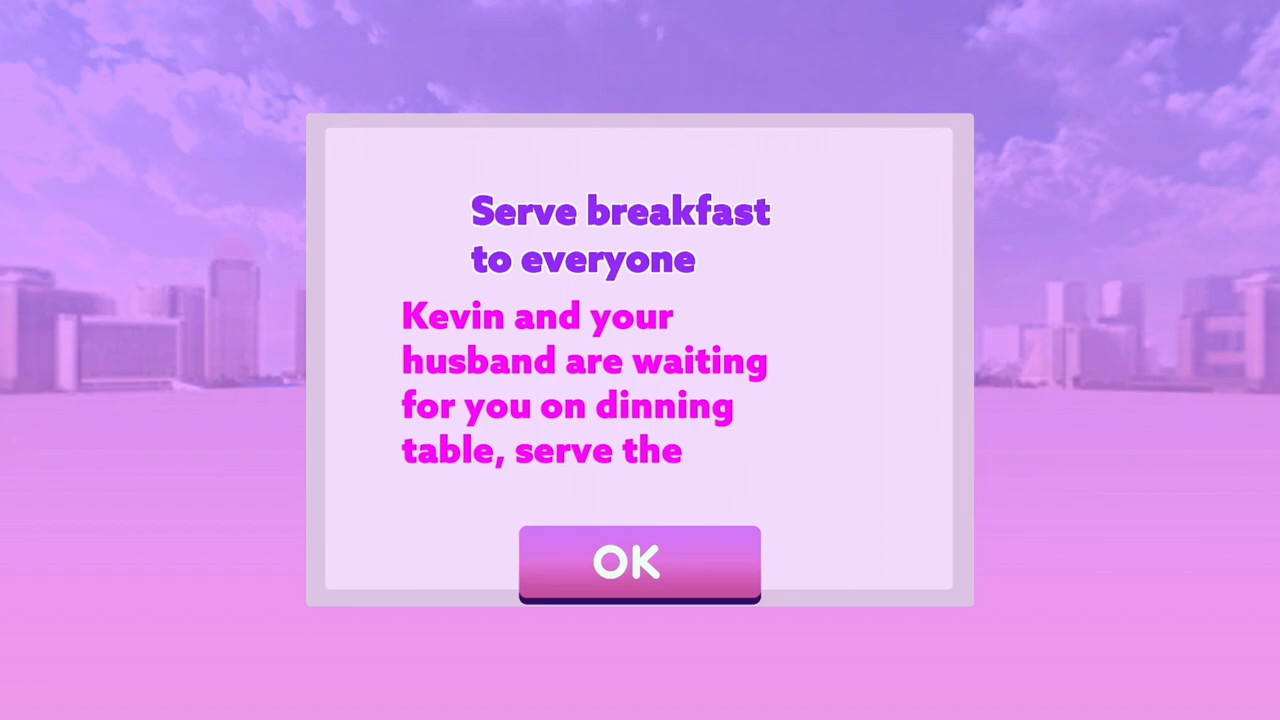 Serve breakfast
to everyone
Kevin and your
husband are waiting
for you on dinning
table, serve the
OK